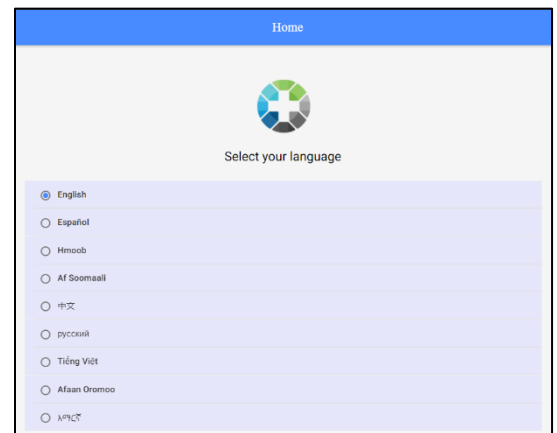 Home
Select your language
English
Español
Hmoob
Af Soomaali
中文
русский
Tiếng Việt
Afaan Oromoo
አማርኛ